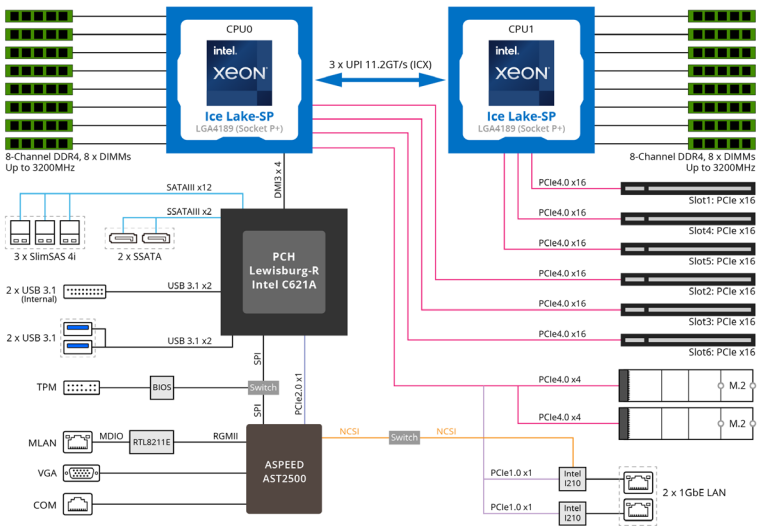 CPU0
intel.
xeon®
Ice Lake-SP
LGA4189 (Socket P+)
3 x UPI 11.2GT/s (ICX)
CPU1
intel.
xeon®
Ice Lake-SP
LGA4189 (Socket P+)
8-Channel DDR4, 8 x DIMMs
Up to 3200MHz
8-Channel DDR4, 8 x DIMMs
Up to 3200MHz
DMI3 x 4
SATAIII x12
SSATAIII x2
3 x SlimSAS 4i
2 x SSATA
PCH
Lewisburg-R
Intel C621A
PCIe4.0 x16
Slot1: PCIe x16
PCIe4.0 x16
Slot4: PCIe x16
PCIe4.0 x16
Slot5: PCIe x16
PCIe4.0 x16
Slot2: PCIe x16
PCIe4.0 x16
Slot3: PCIe x16
PCIe4.0 x16
Slot6: PCIe x16
2 x USB 3.1
(Internal)
USB 3.1 x2
2 x USB 3.1
USB 3.1 x2
SPI
PCIe2.0 x1
TPM
BIOS
Switch
SPI
PCIe4.0 x4
M.2
PCIe4.0 x4
M.2
MLAN
MDIO
RTL8211E
RGMII
ASPEED
AST2500
NCSI
Switch
NCSI
VGA
COM
PCIe1.0 x1
Intel
I210
PCIe1.0 x1
Intel
I210
2 x 1GbE LAN